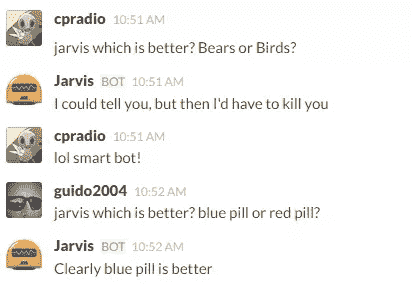 cpradio 10:51 AM
jarvis which is better? Bears or Birds?
Jarvis BOT 10:51 AM
I could tell you, but then I'd have to kill you
cpradio 10:51 AM
lol smart bot!
guido2004 10:52 AM
jarvis which is better? blue pill or red pill?
Jarvis BOT 10:52 AM
Clearly blue pill is better